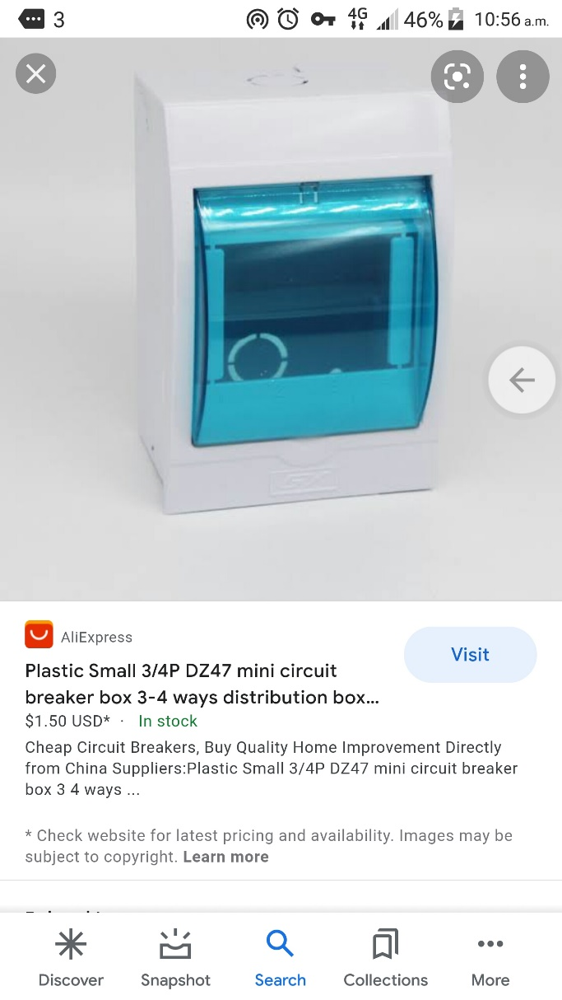 3
4G
46%
10:56 a.m.
AliExpress
Plastic Small 3/4P DZ47 mini circuit
breaker box 3-4 ways distribution box...
$1.50 USD* · In stock
Visit
Cheap Circuit Breakers, Buy Quality Home Improvement Directly
from China Suppliers:Plastic Small 3/4P DZ47 mini circuit breaker
box 3 4 ways ...
* Check website for latest pricing and availability. Images may be
subject to copyright. Learn more
Discover
Snapshot
Search
Collections
More